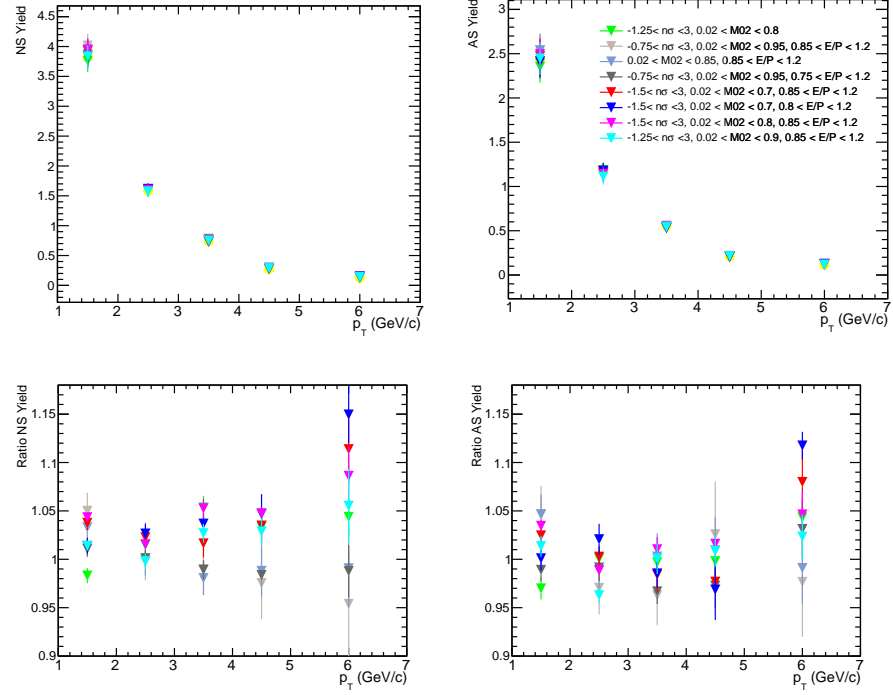 NS Yield
4.5
4
3.5
3
2.5
2
1.5
1
0.5
0
1 2 3 4 5 6 7
p_T (GeV/c)
AS Yield
3
2.5
2
1.5
1
0.5
0
1 2 3 4 5 6 7
p_T (GeV/c)
-1.25< nσ <3, 0.02 < M02 < 0.8
-0.75< nσ <3, 0.02 < M02 < 0.95, 0.85 < E/P < 1.2
0.02 < M02 < 0.85, 0.85 < E/P < 1.2
-0.75< nσ <3, 0.02 < M02 < 0.95, 0.75 < E/P < 1.2
-1.5< nσ <3, 0.02 < M02 < 0.7, 0.85 < E/P < 1.2
-1.5< nσ <3, 0.02 < M02 < 0.7, 0.8 < E/P < 1.2
-1.5< nσ <3, 0.02 < M02 < 0.8, 0.85 < E/P < 1.2
-1.25< nσ <3, 0.02 < M02 < 0.9, 0.85 < E/P < 1.2
Ratio NS Yield
1.15
1.1
1.05
1
0.95
0.9
1 2 3 4 5 6 7
p_T (GeV/c)
Ratio AS Yield
1.15
1.1
1.05
1
0.95
0.9
1 2 3 4 5 6 7
p_T (GeV/c)